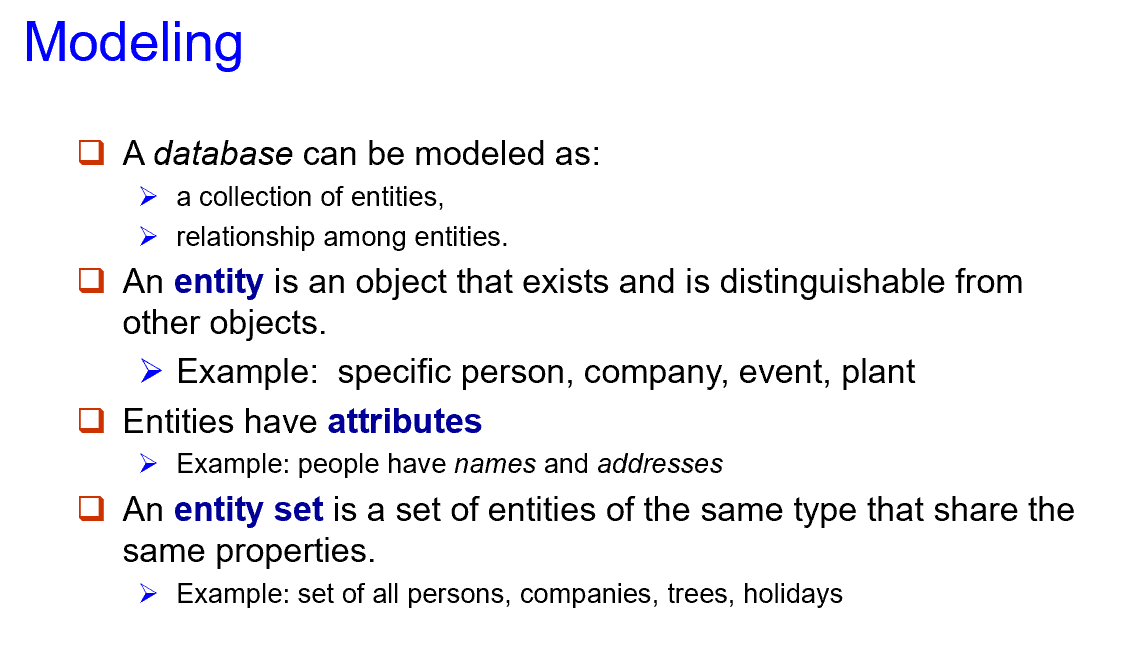 Modeling
A database can be modeled as:
a collection of entities,
relationship among entities.
An entity is an object that exists and is distinguishable from
other objects.
Example:  specific person, company, event, plant
Entities have attributes
Example: people have names and addresses
An entity set is a set of entities of the same type that share the
same properties.
Example: set of all persons, companies, trees, holidays